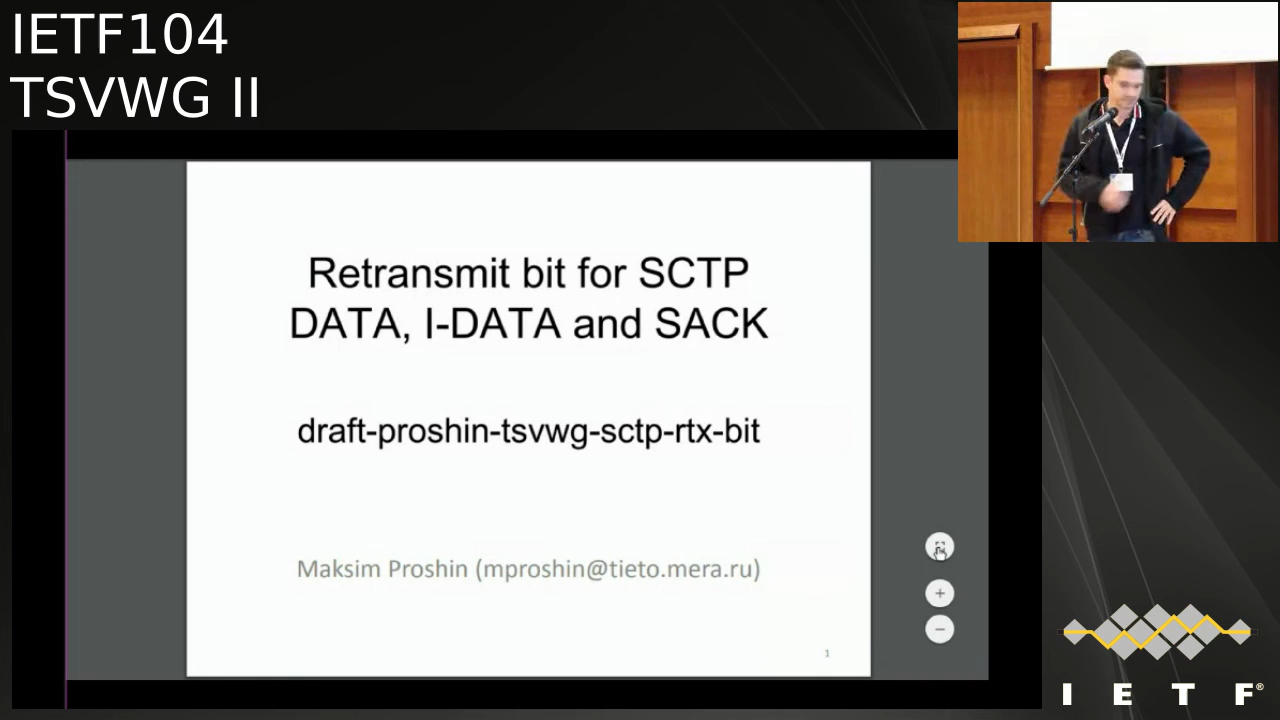 IETF104
TSVWG II
Retransmit bit for SCTP
DATA, I-DATA and SACK
draft-proshin-tsvwg-sctp-rtx-bit
Maksim Proshin (mproshin@tieto.mera.ru)
1
I E T F®